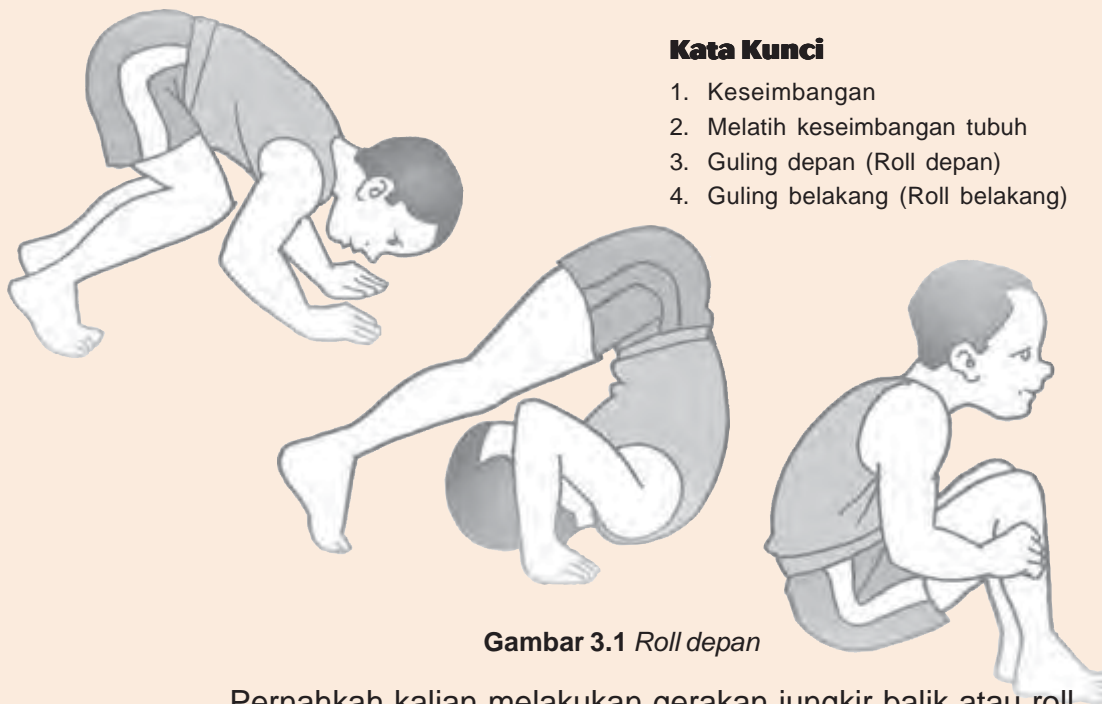 Kata Kunci
1. Keseimbangan
2. Melatih keseimbangan tubuh
3. Guling depan (Roll depan)
4. Guling belakang (Roll belakang)
Gambar 3.1 Roll depan
Pernahkah kalian melakukan gerakan jungkir balik atau roll